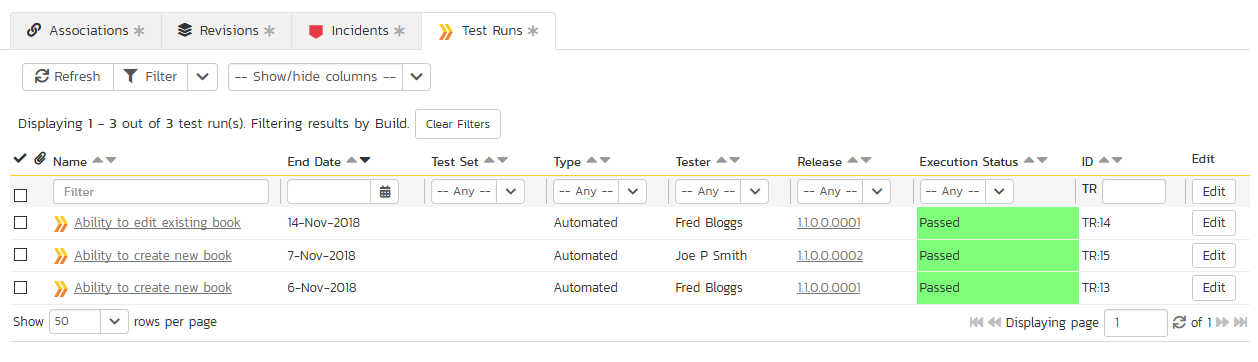 Associations Revisions Incidents Test Runs
Refresh Filter -- Show/hide columns --
Displaying 1 - 3 out of 3 test run(s). Filtering results by Build. Clear Filters
Name End Date Test Set Type Tester Release Execution Status ID Edit
Filter -- Any -- -- Any -- -- Any -- -- Any -- -- Any -- TR Edit
Ability to edit existing book 14-Nov-2018 Automated Fred Bloggs 1.1.0.0.0001 Passed TR:14 Edit
Ability to create new book 7-Nov-2018 Automated Joe P Smith 1.1.0.0.0002 Passed TR:15 Edit
Ability to create new book 6-Nov-2018 Automated Fred Bloggs 1.1.0.0.0001 Passed TR:13 Edit
Show 50 rows per page Displaying page 1 of 1